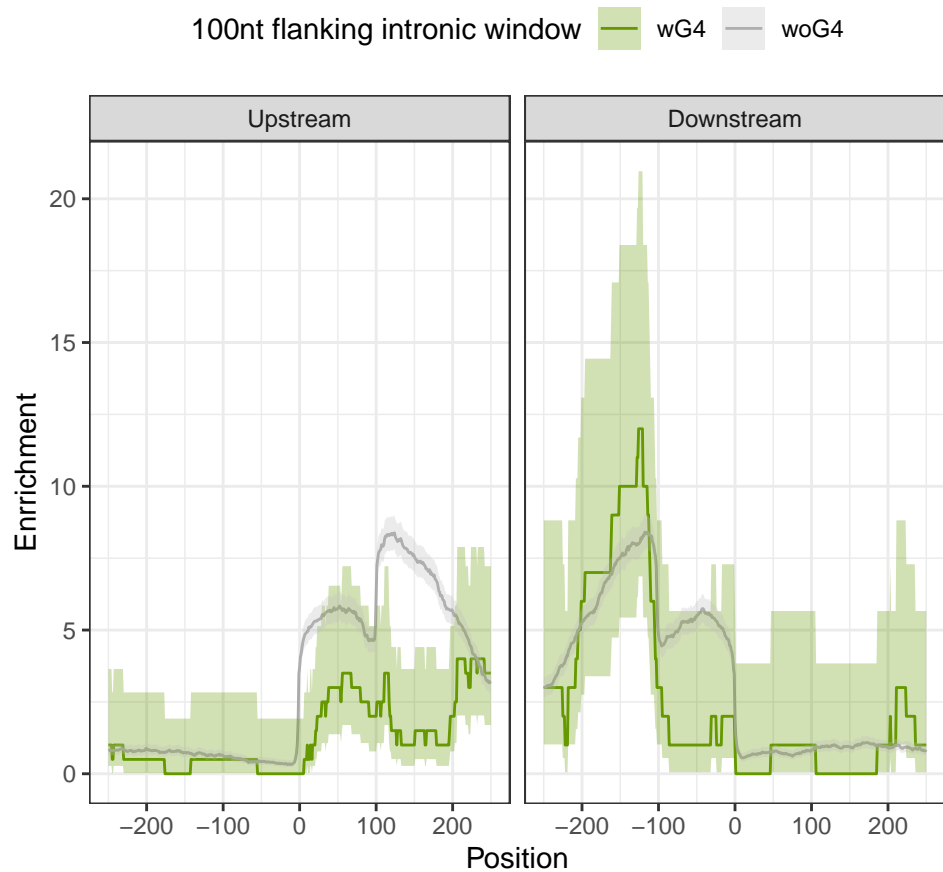 100nt flanking intronic window wG4 woG4
Upstream Downstream
20
15
10
5
0
Enrrichment
−200 −100 0 100 200 −200 −100 0 100 200
Position